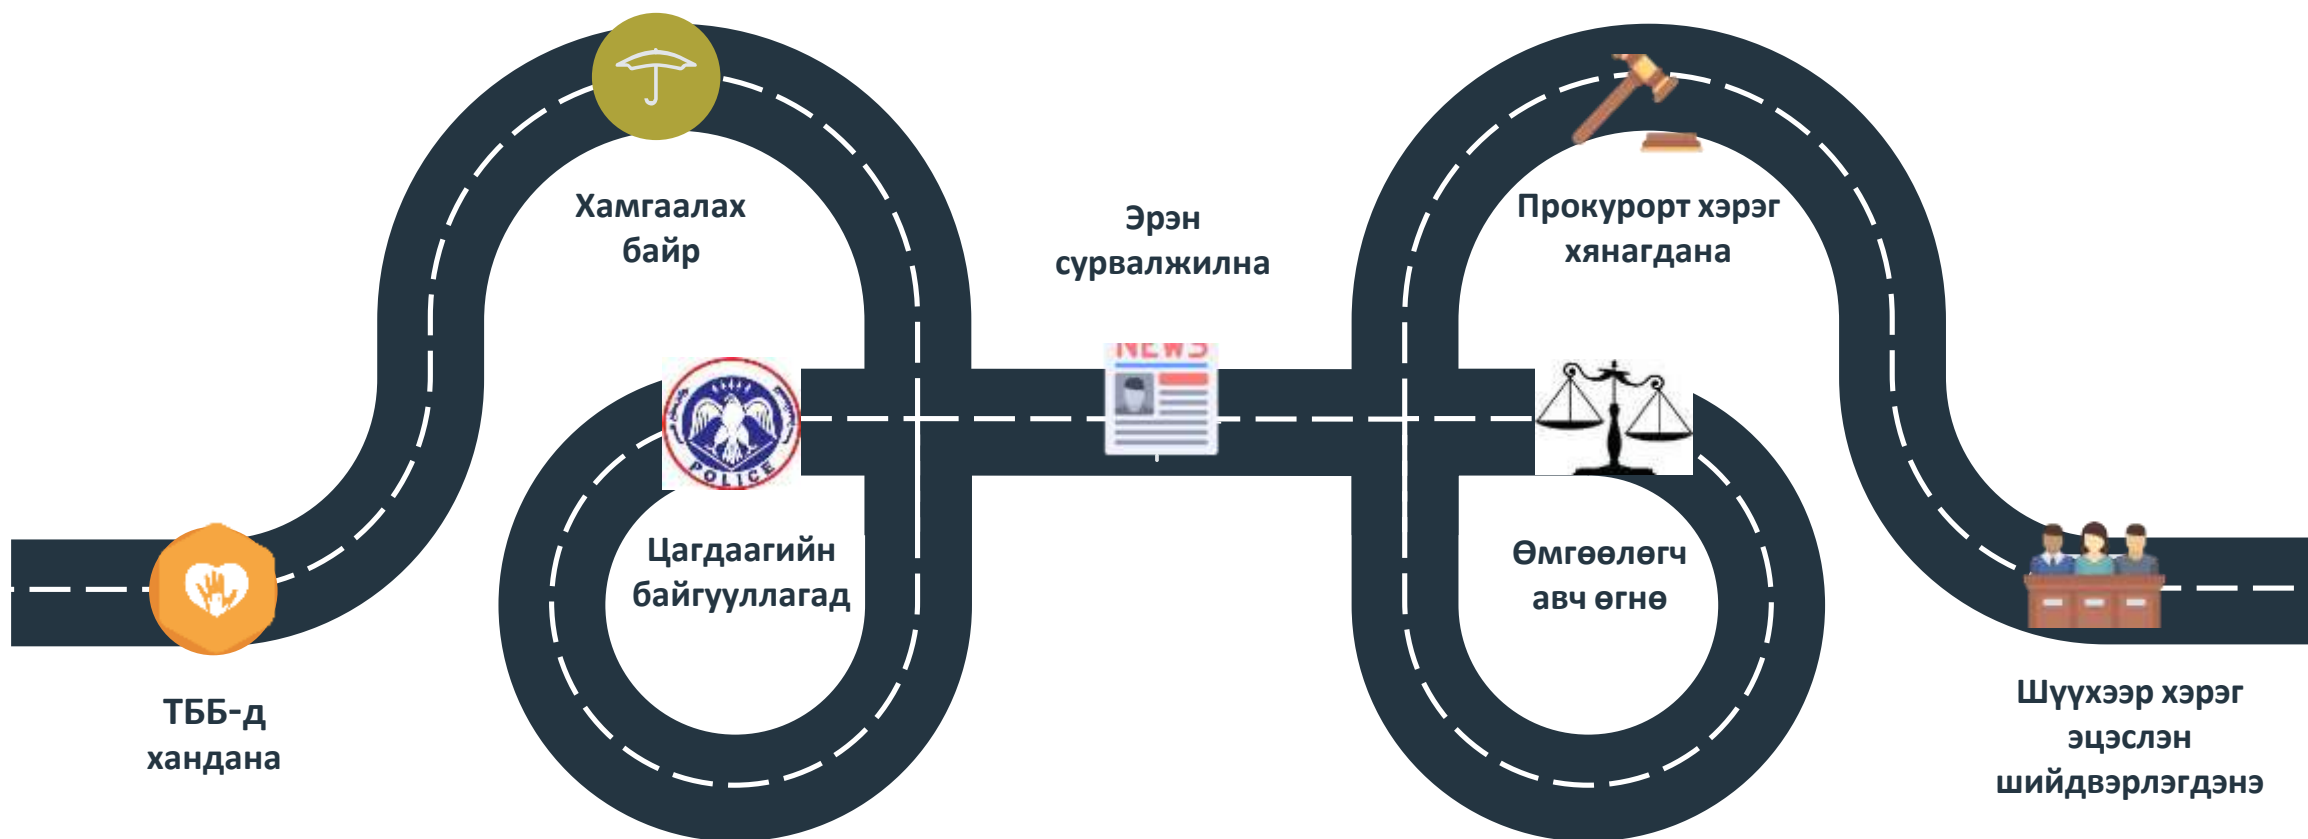 ТББ-д
хандана
Хамгаалах
байр
Цагдаагийн
байгууллагад
POLICE
Эрэн
сурвалжилна
NEWS
Өмгөөлөгч
авч өгнө
Прокурорт хэрэг
хянагдана
Шүүхээр хэрэг
эцэслэн
шийдвэрлэгдэнэ